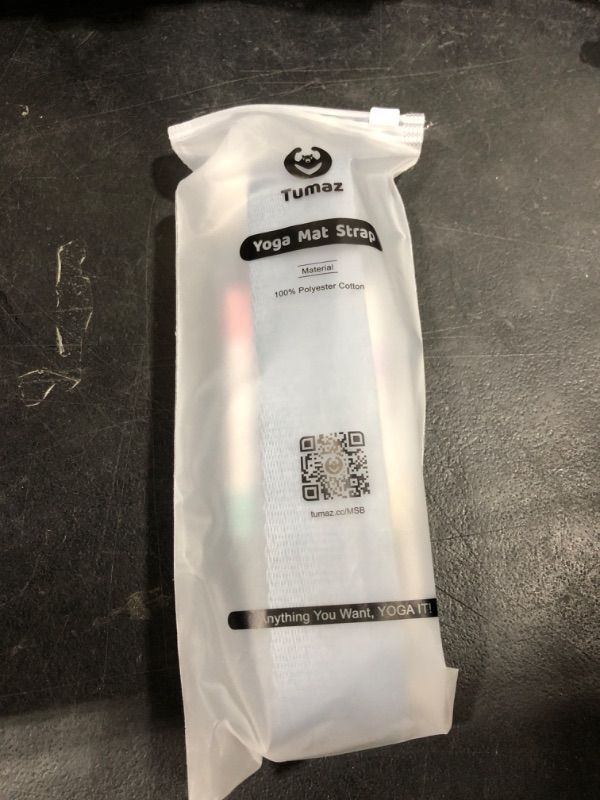 Tumaz
Yoga Mat Strap
Material
100% Polyester Cotton
tumaz.cc/MSB
Anything You Want, YOGA IT!